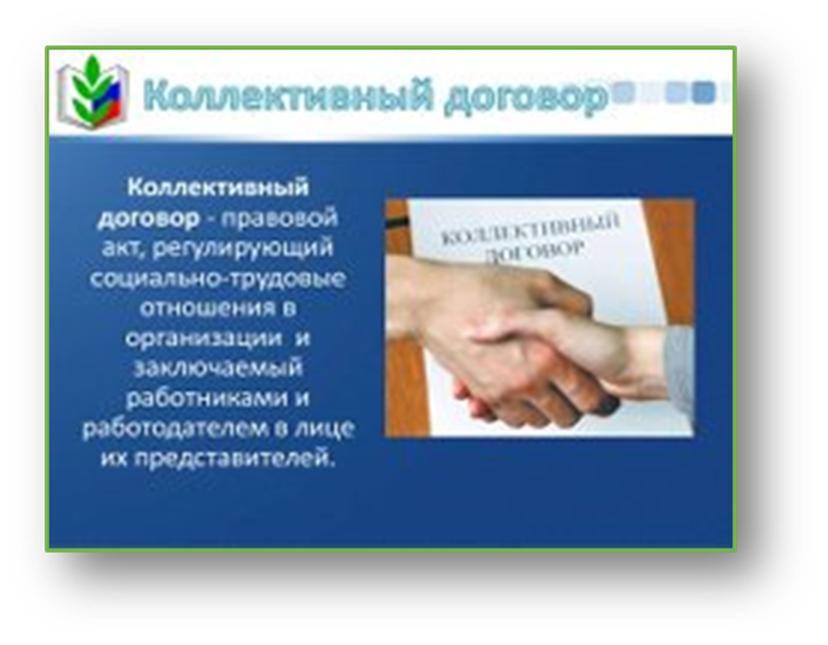 Коллективный договор
Коллективный
договор - правовой
акт, регулирующий
социально-трудовые
отношения в
организации и
заключаемый
работниками и
работодателем в лице
их представителей.
КОЛЛЕКТИВНЫЙ
ДОГОВОР